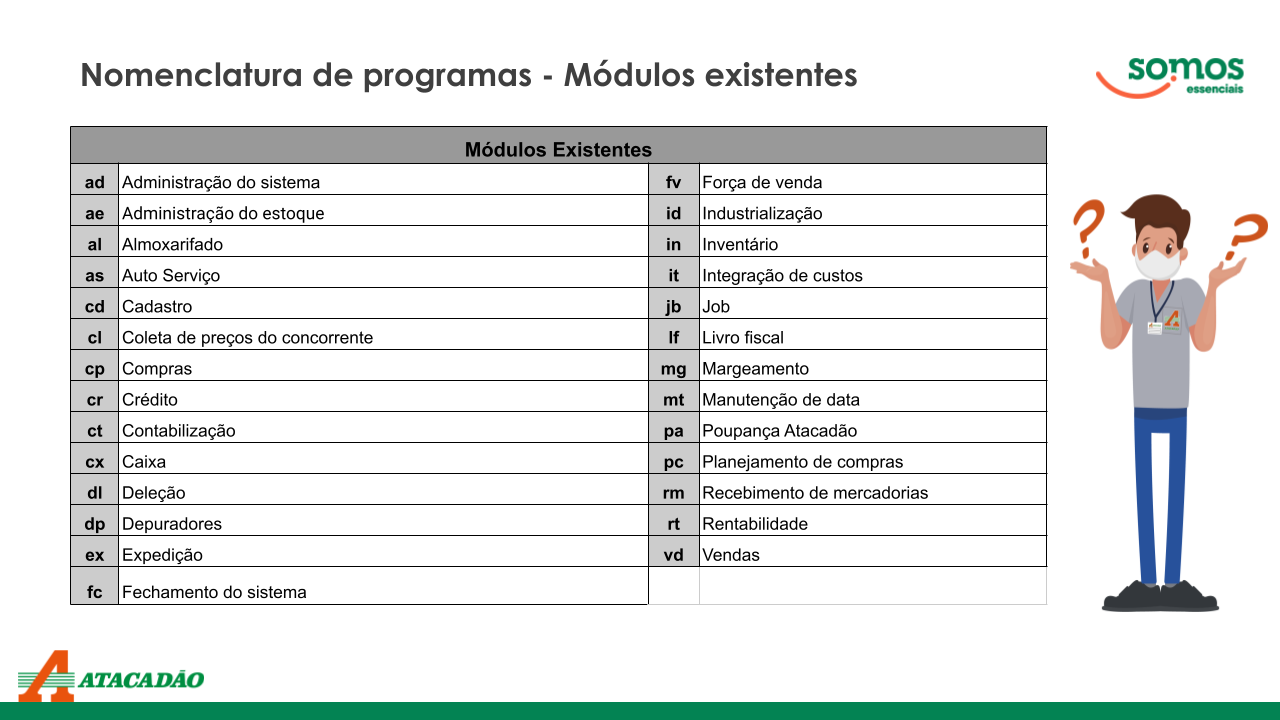 Nomenclatura de programas - Módulos existentes
somos
essenciais
Módulos Existentes
ad Administração do sistema fv Força de venda
ae Administração do estoque id Industrialização
al Almoxarifado in Inventário
as Auto Serviço it Integração de custos
cd Cadastro jb Job
cl Coleta de preços do concorrente lf Livro fiscal
cp Compras mg Margeamento
cr Crédito mt Manutenção de data
ct Contabilização pa Poupança Atacadão
cx Caixa pc Planejamento de compras
dl Deleção rm Recebimento de mercadorias
dp Depuradores rt Rentabilidade
ex Expedição vd Vendas
fc Fechamento do sistema
? ?
A ATACADÃO